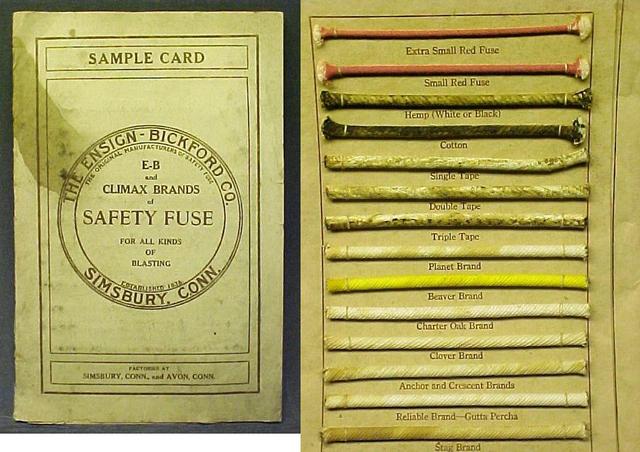 SAMPLE CARD
THE ENSIGN-BICKFORD CO.
THE ORIGINAL MANUFACTURERS OF SAFETY FUSE
E-B
and
CLIMAX BRANDS
of
SAFETY FUSE
FOR ALL KINDS
OF
BLASTING
ESTABLISHED 1836
SIMSBURY, CONN.
FACTORIES AT
SIMSBURY, CONN., and AVON, CONN.
Extra Small Red Fuse
Small Red Fuse
Hemp (White or Black)
Cotton
Single Tape
Double Tape
Triple Tape
Planet Brand
Beaver Brand
Charter Oak Brand
Clover Brand
Anchor and Crescent Brands
Reliable Brand—Gutta Percha
Stag Brand